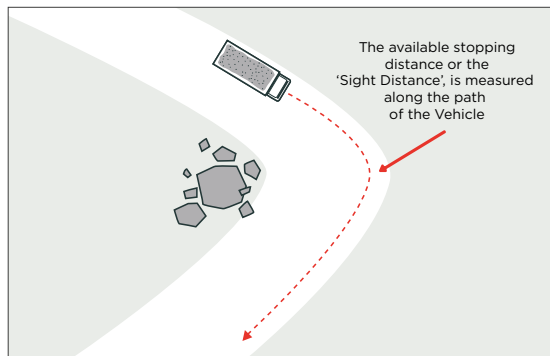 The available stopping
distance or the
‘Sight Distance’, is measured
along the path
of the Vehicle